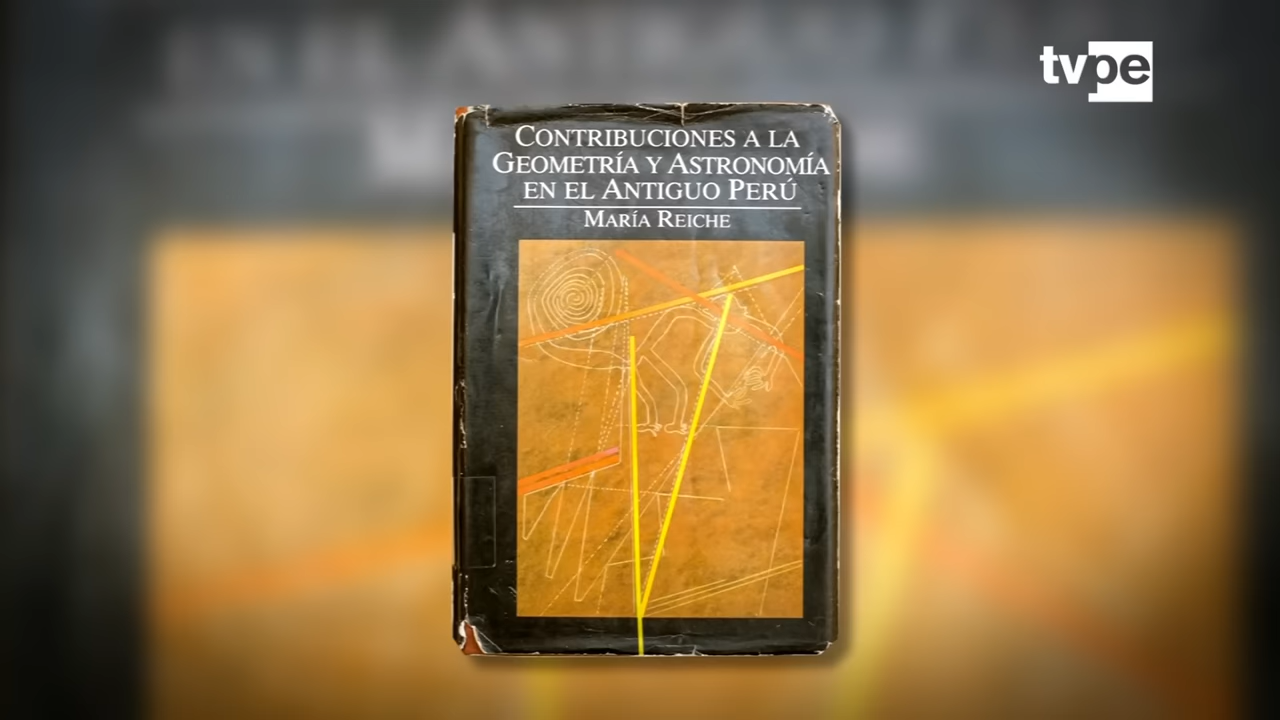 tvpe
CONTRIBUCIONES A LA
GEOMETRÍA Y ASTRONOMÍA
EN EL ANTIGUO PERÚ
MARÍA REICHE